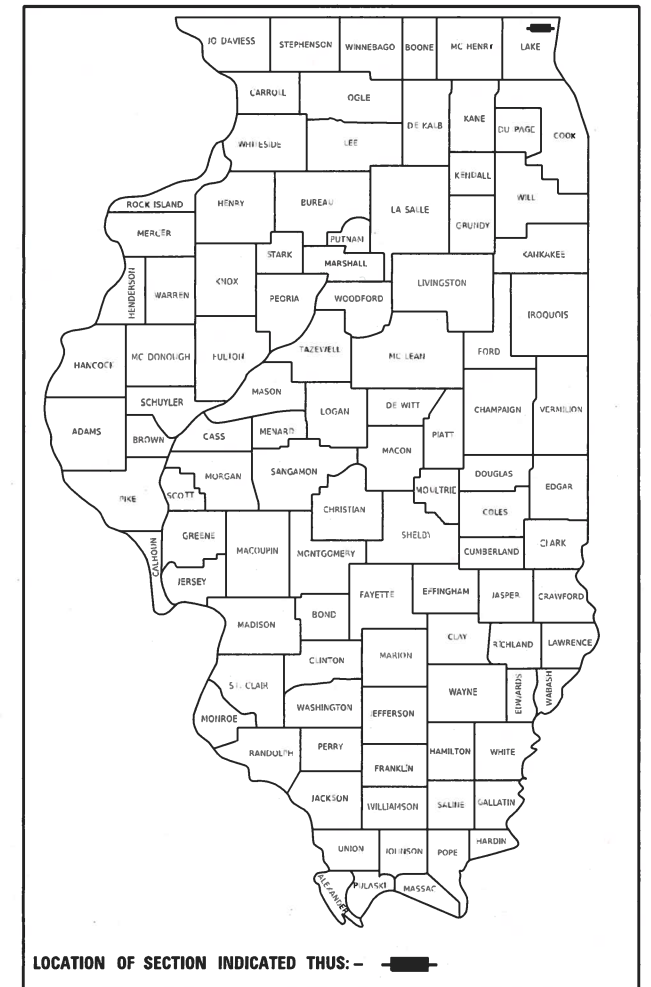 JO DAVIESS STEPHENSON WINNEBAGO BOONE MC HENRY LAKE
CARROLL OGLE DE KALB KANE DU PAGE COOK
WHITESIDE LEE
KENDALL
ROCK ISLAND HENRY BUREAU LA SALLE GRUNDY WILL
MERCER PUTNAM
STARK MARSHALL KANKAKEE
HENDERSON WARREN KNOX PEORIA WOODFORD LIVINGSTON IROQUOIS
HANCOCK MC DONOUGH FULTON TAZEWELL MC LEAN FORD
SCHUYLER MASON LOGAN DE WITT CHAMPAIGN VERMILION
ADAMS BROWN CASS MENARD MACON PIATT
PIKE SCOTT MORGAN SANGAMON MOULTRIE DOUGLAS EDGAR
CHRISTIAN COLES
CALHOUN GREENE MACOUPIN MONTGOMERY SHELBY CUMBERLAND CLARK
JERSEY FAYETTE EFFINGHAM JASPER CRAWFORD
MADISON BOND
CLINTON MARION CLAY RICHLAND LAWRENCE
ST. CLAIR WAYNE EDWARDS WABASH
MONROE WASHINGTON JEFFERSON
RANDOLPH PERRY FRANKLIN HAMILTON WHITE
JACKSON WILLIAMSON SALINE GALLATIN
UNION JOHNSON POPE HARDIN
ALEXANDER PULASKI MASSAC
LOCATION OF SECTION INDICATED THUS: -